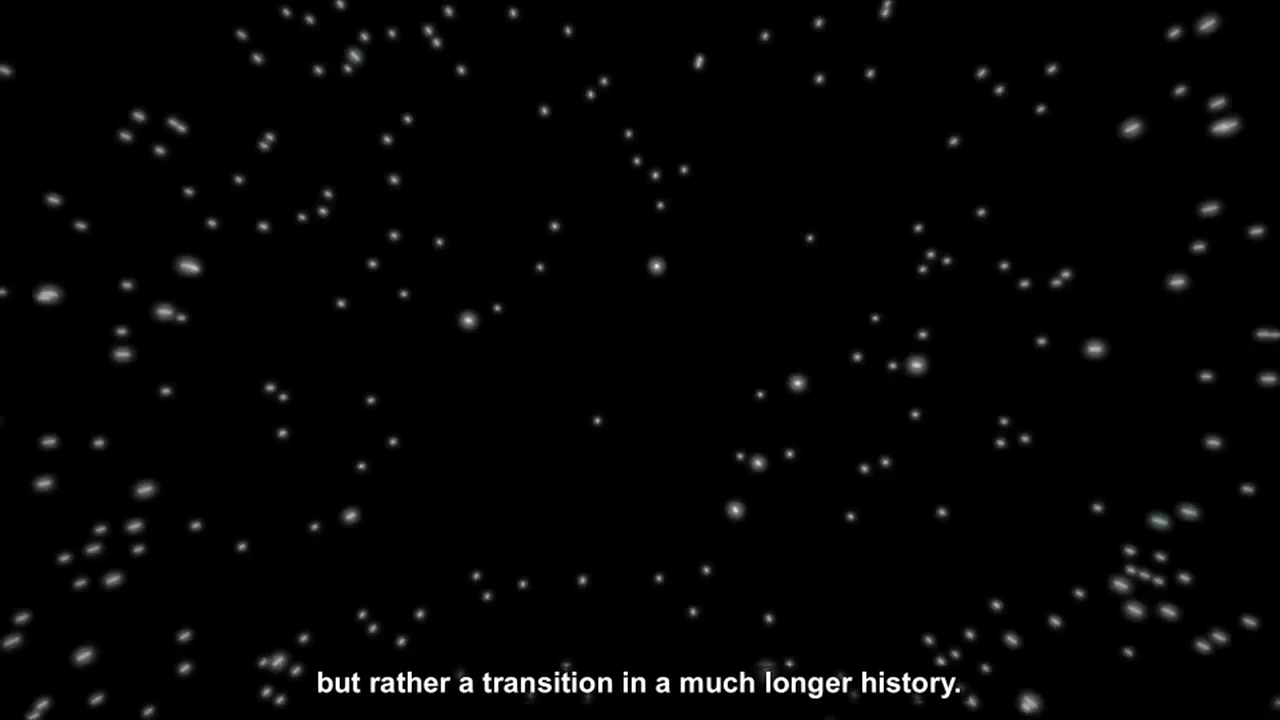 but rather a transition in a much longer history.